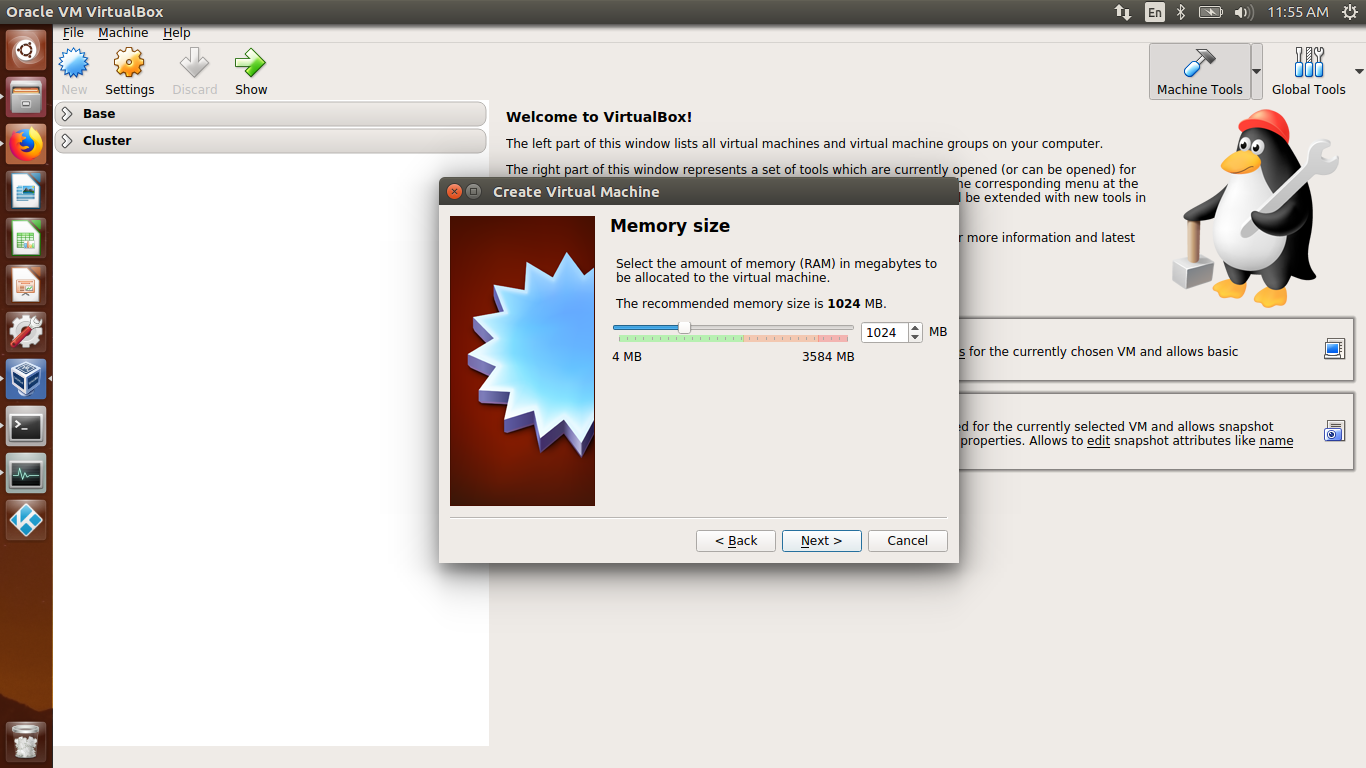 Oracle VM VirtualBox
En
11:55 AM
File Machine Help
New Settings Discard Show
Machine Tools Global Tools
Base
Cluster
Welcome to VirtualBox!
The left part of this window lists all virtual machines and virtual machine groups on your computer.
The right part of this window represents a set of tools which are currently opened (or can be opened) for
he corresponding menu at the
l be extended with new tools in
r more information and latest
s for the currently chosen VM and allows basic
ed for the currently selected VM and allows snapshot
properties. Allows to edit snapshot attributes like name
Create Virtual Machine
Memory size
Select the amount of memory (RAM) in megabytes to
be allocated to the virtual machine.
The recommended memory size is 1024 MB.
1024 MB
4 MB 3584 MB
< Back Next > Cancel